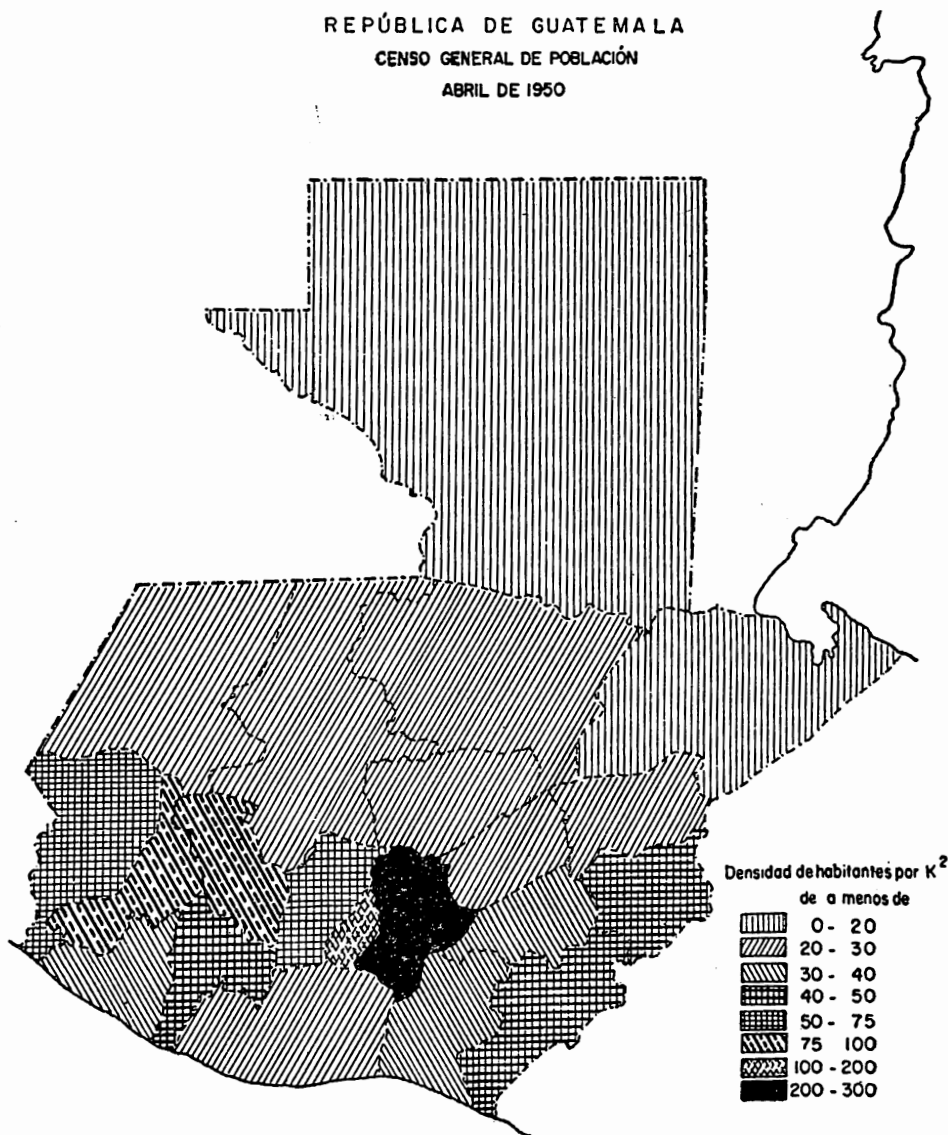 REPÚBLICA DE GUATEMALA
CENSO GENERAL DE POBLACIÓN
ABRIL DE 1950
Densidad de habitantes por K²
de a menos de
0 - 20
20 - 30
30 - 40
40 - 50
50 - 75
75 100
100 - 200
200 - 300